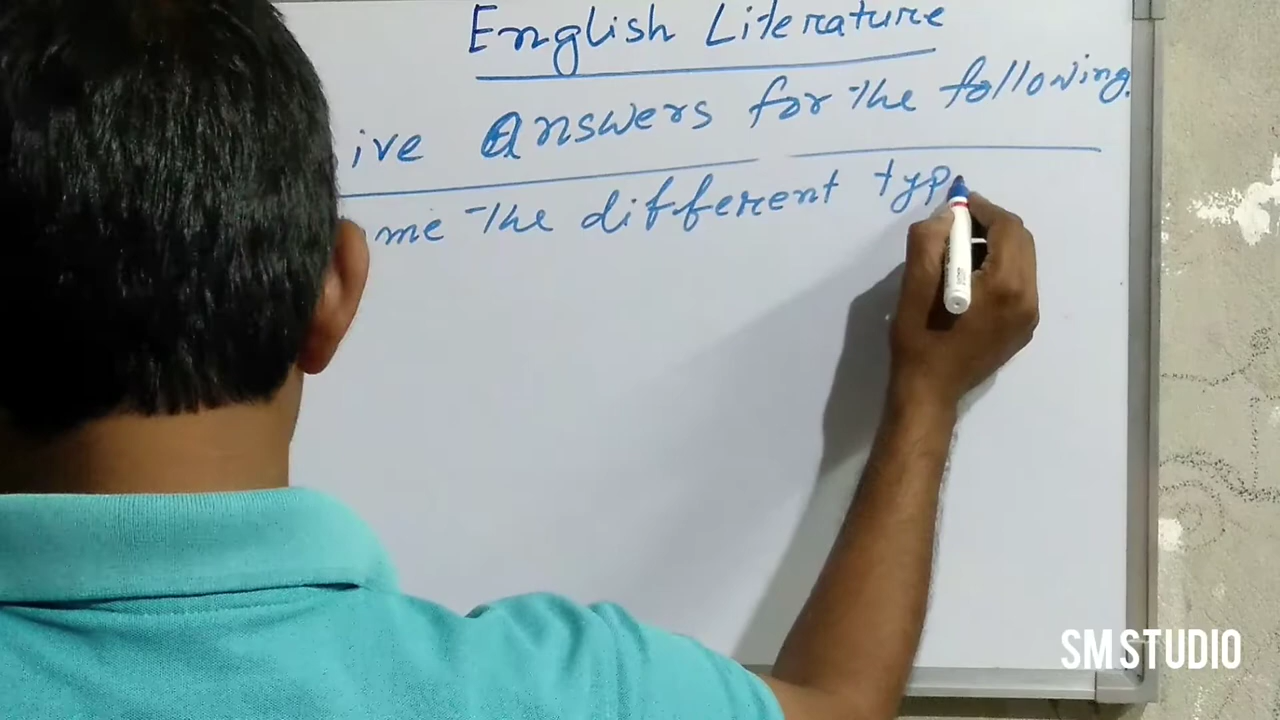 English Literature
ive Answers for the following.
me the different typ
SM STUDIO